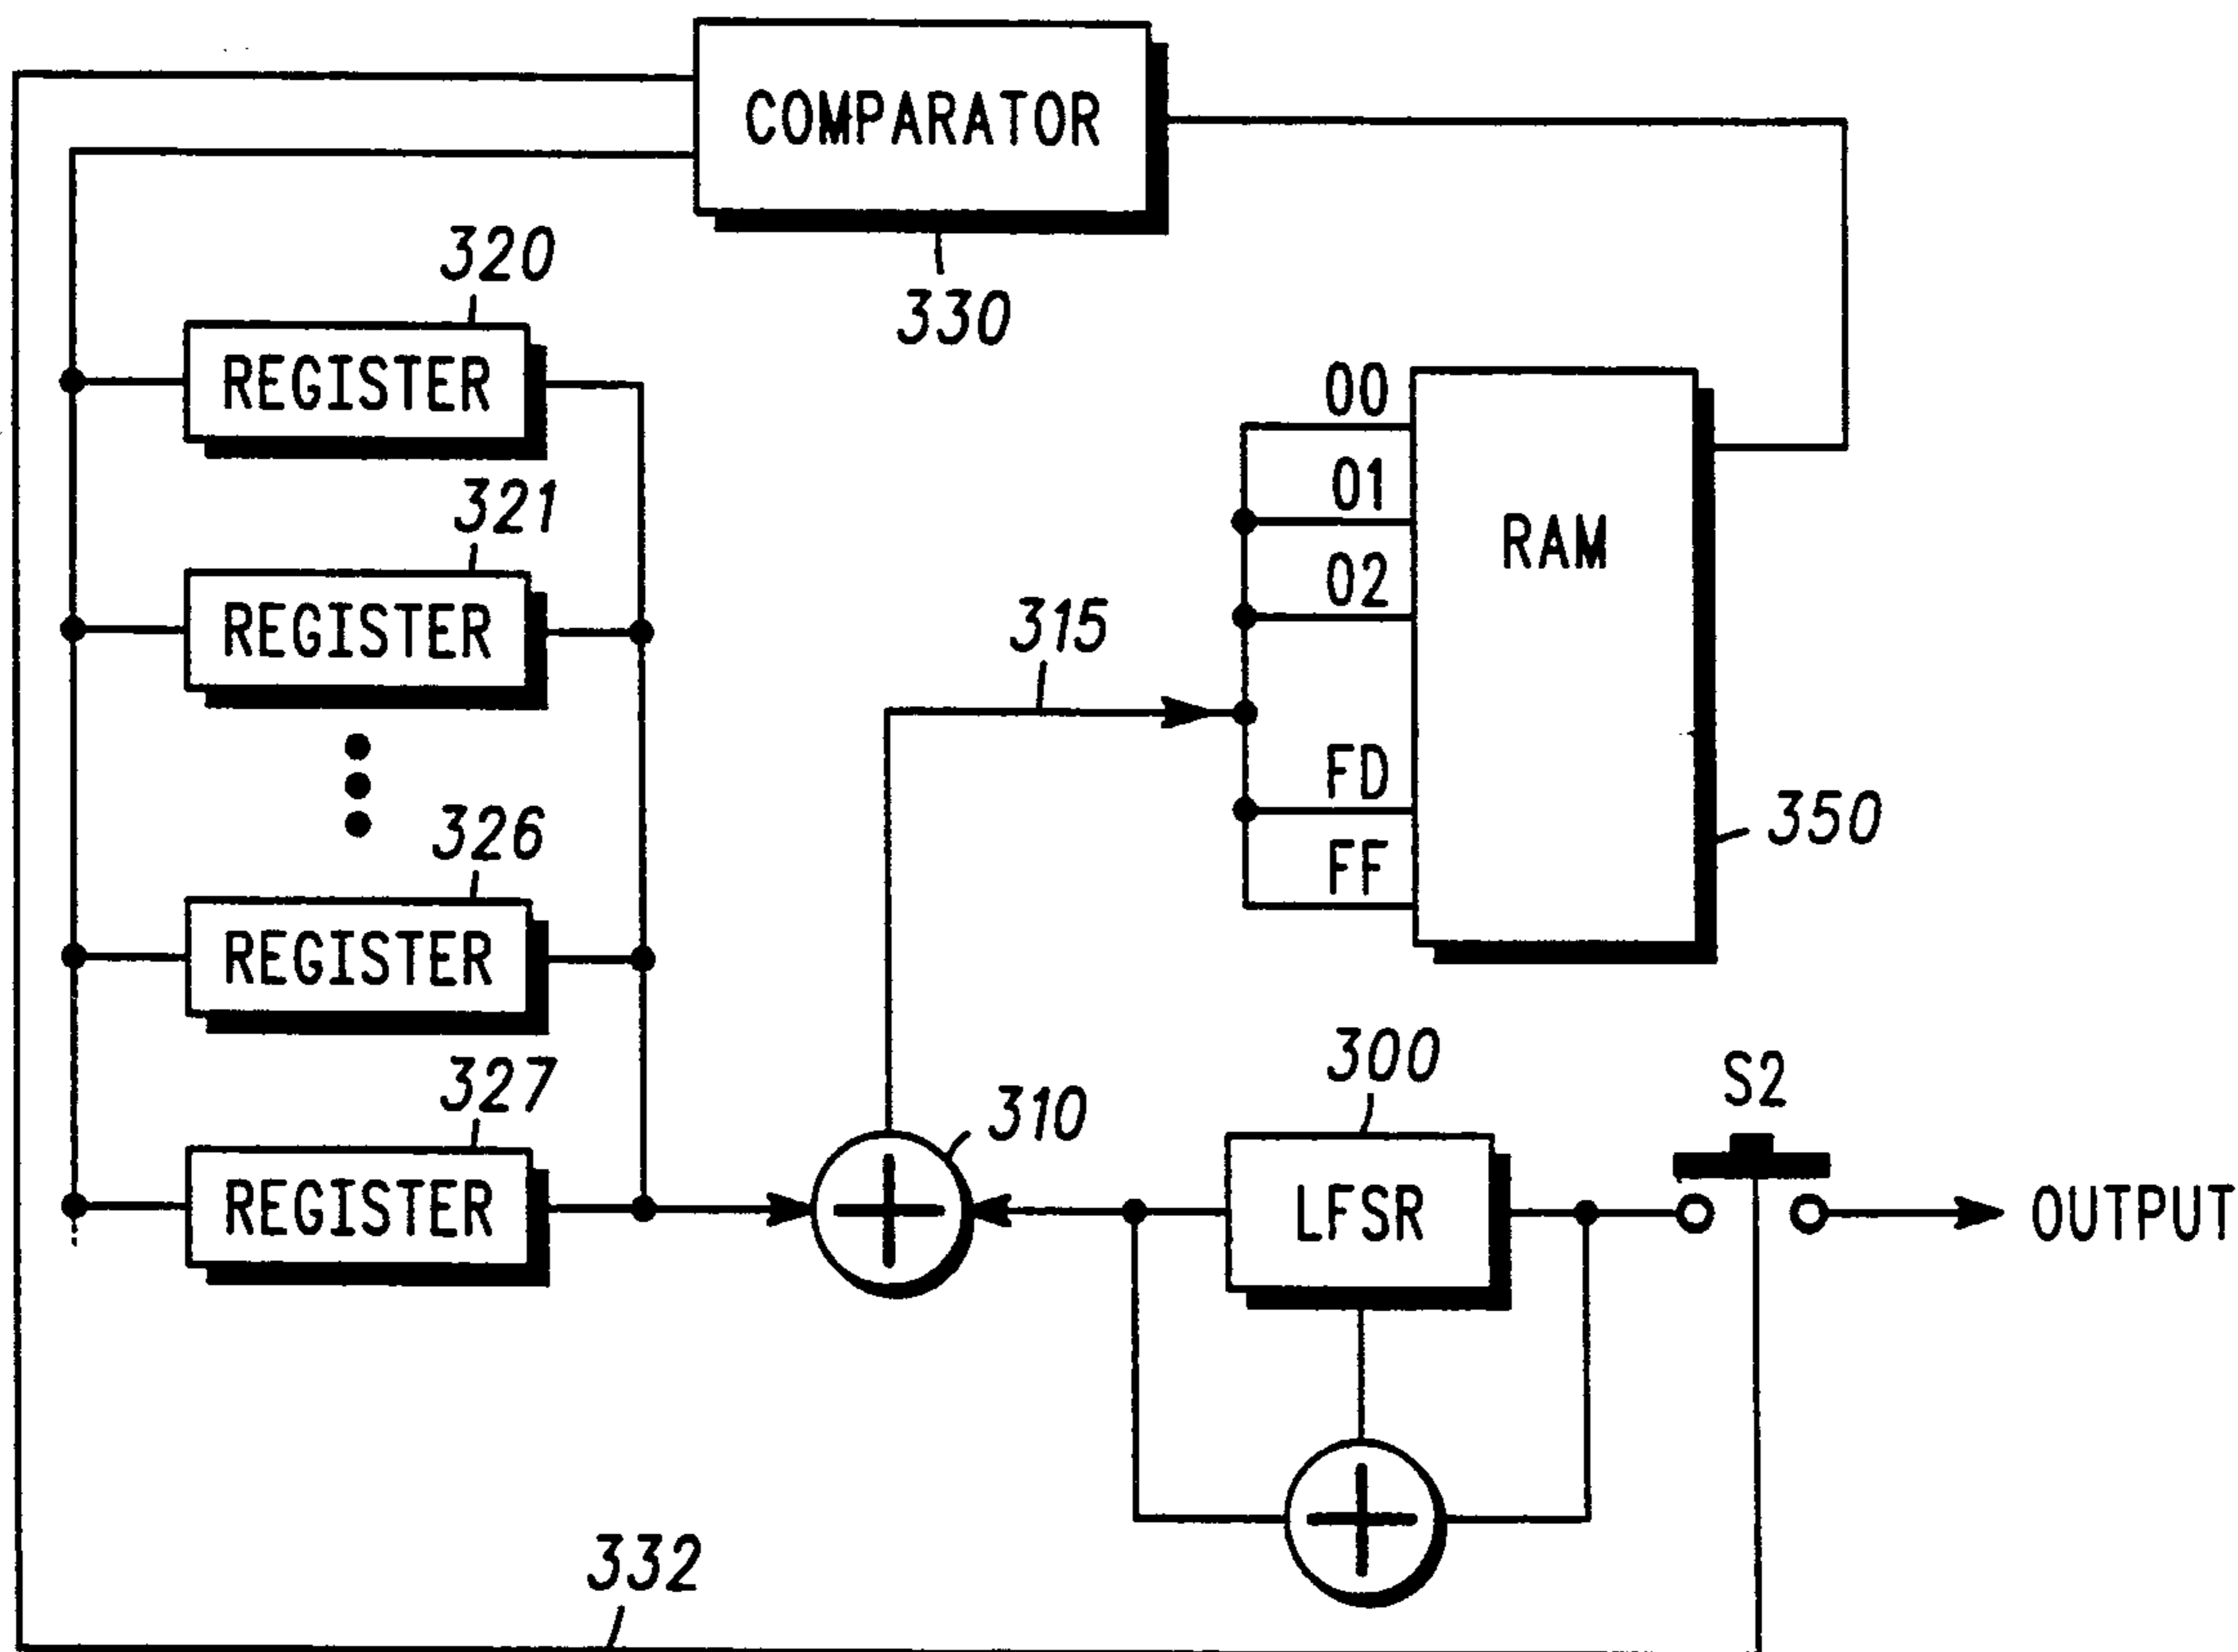 COMPARATOR
330
320
REGISTER
321
REGISTER
326
REGISTER
327
REGISTER
315
00
01
02
FD
FF
RAM
350
310
300
LFSR
S2
OUTPUT
332